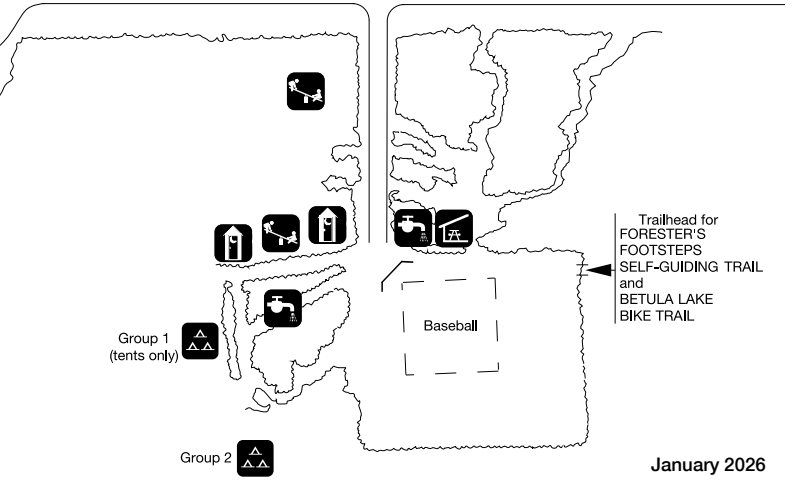 Trailhead for
FORESTER'S
FOOTSTEPS
SELF-GUIDING TRAIL
and
BETULA LAKE
BIKE TRAIL
Baseball
Group 1
(tents only)
Group 2
January 2026